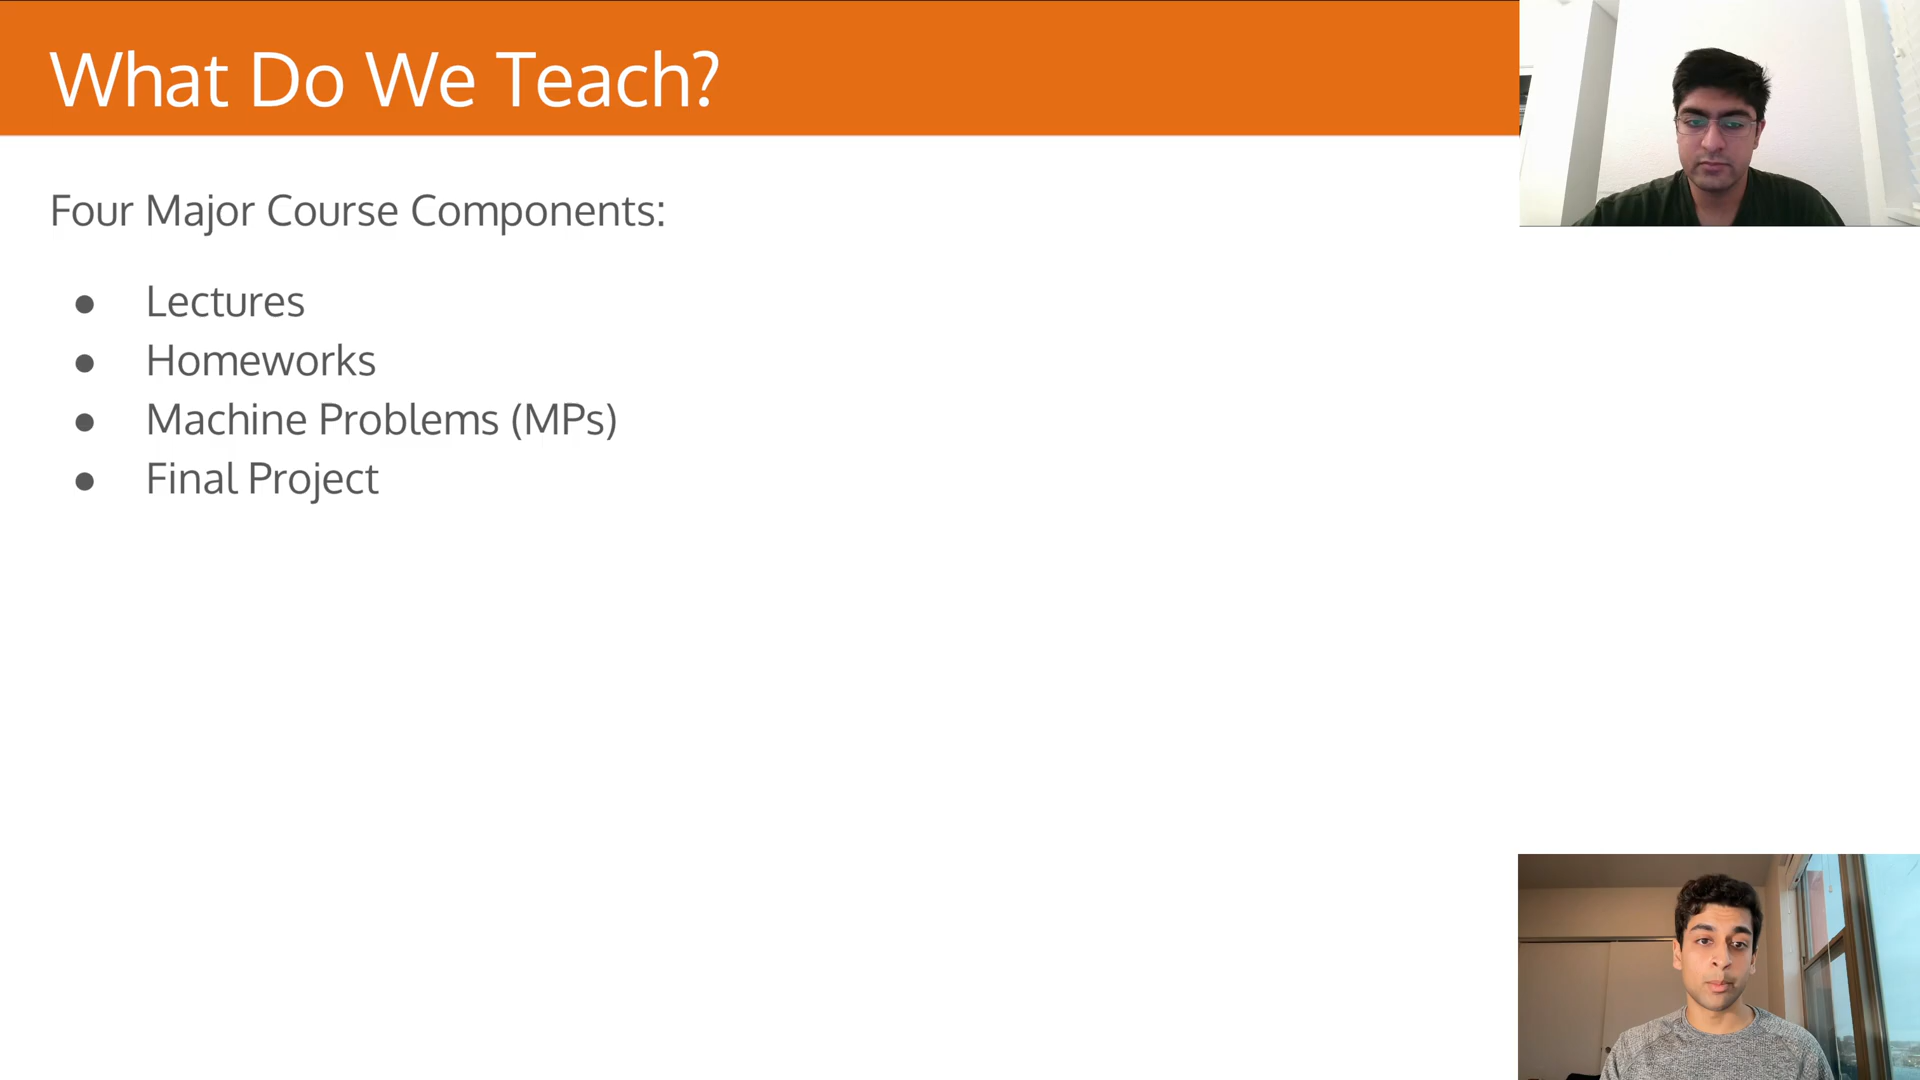 What Do We Teach?
Four Major Course Components:
● Lectures
● Homeworks
● Machine Problems (MPs)
● Final Project